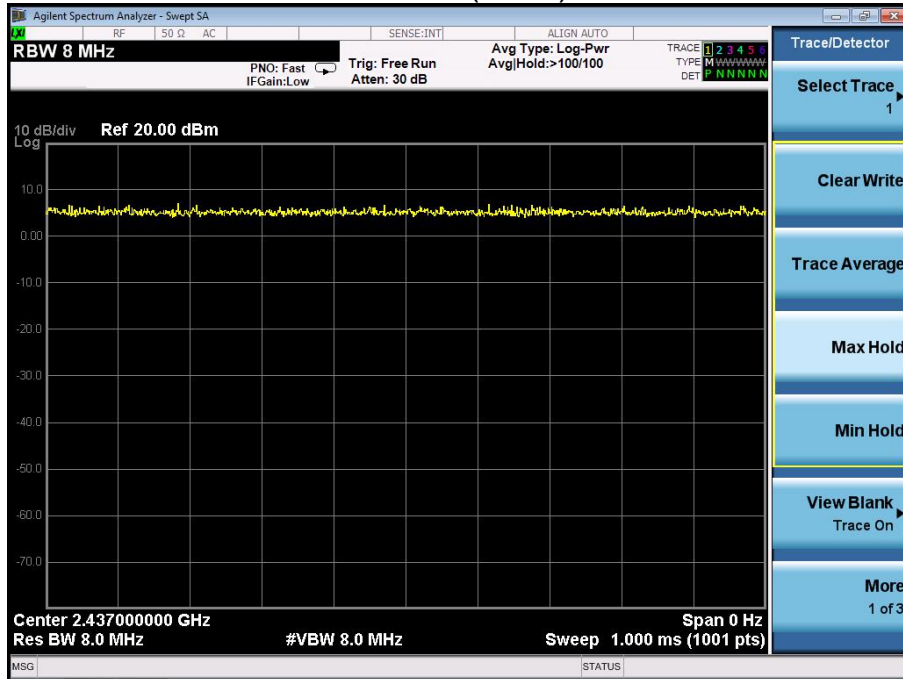 Agilent Spectrum Analyzer - Swept SA
LXI RF 50 Ω AC SENSE:INT ALIGN AUTO
RBW 8 MHz
PNO: Fast
IFGain:Low
Trig: Free Run
Atten: 30 dB
Avg Type: Log-Pwr
Avg|Hold:>100/100
TRACE 1 2 3 4 5 6
TYPE M WWWWW
DET P N N N N N
10 dB/div Ref 20.00 dBm
Log
10.0
0.00
-10.0
-20.0
-30.0
-40.0
-50.0
-60.0
-70.0
Center 2.437000000 GHz Span 0 Hz
Res BW 8.0 MHz #VBW 8.0 MHz Sweep 1.000 ms (1001 pts)
MSG STATUS
Trace/Detector
Select Trace
1
Clear Write
Trace Average
Max Hold
Min Hold
View Blank
Trace On
More
1 of 3